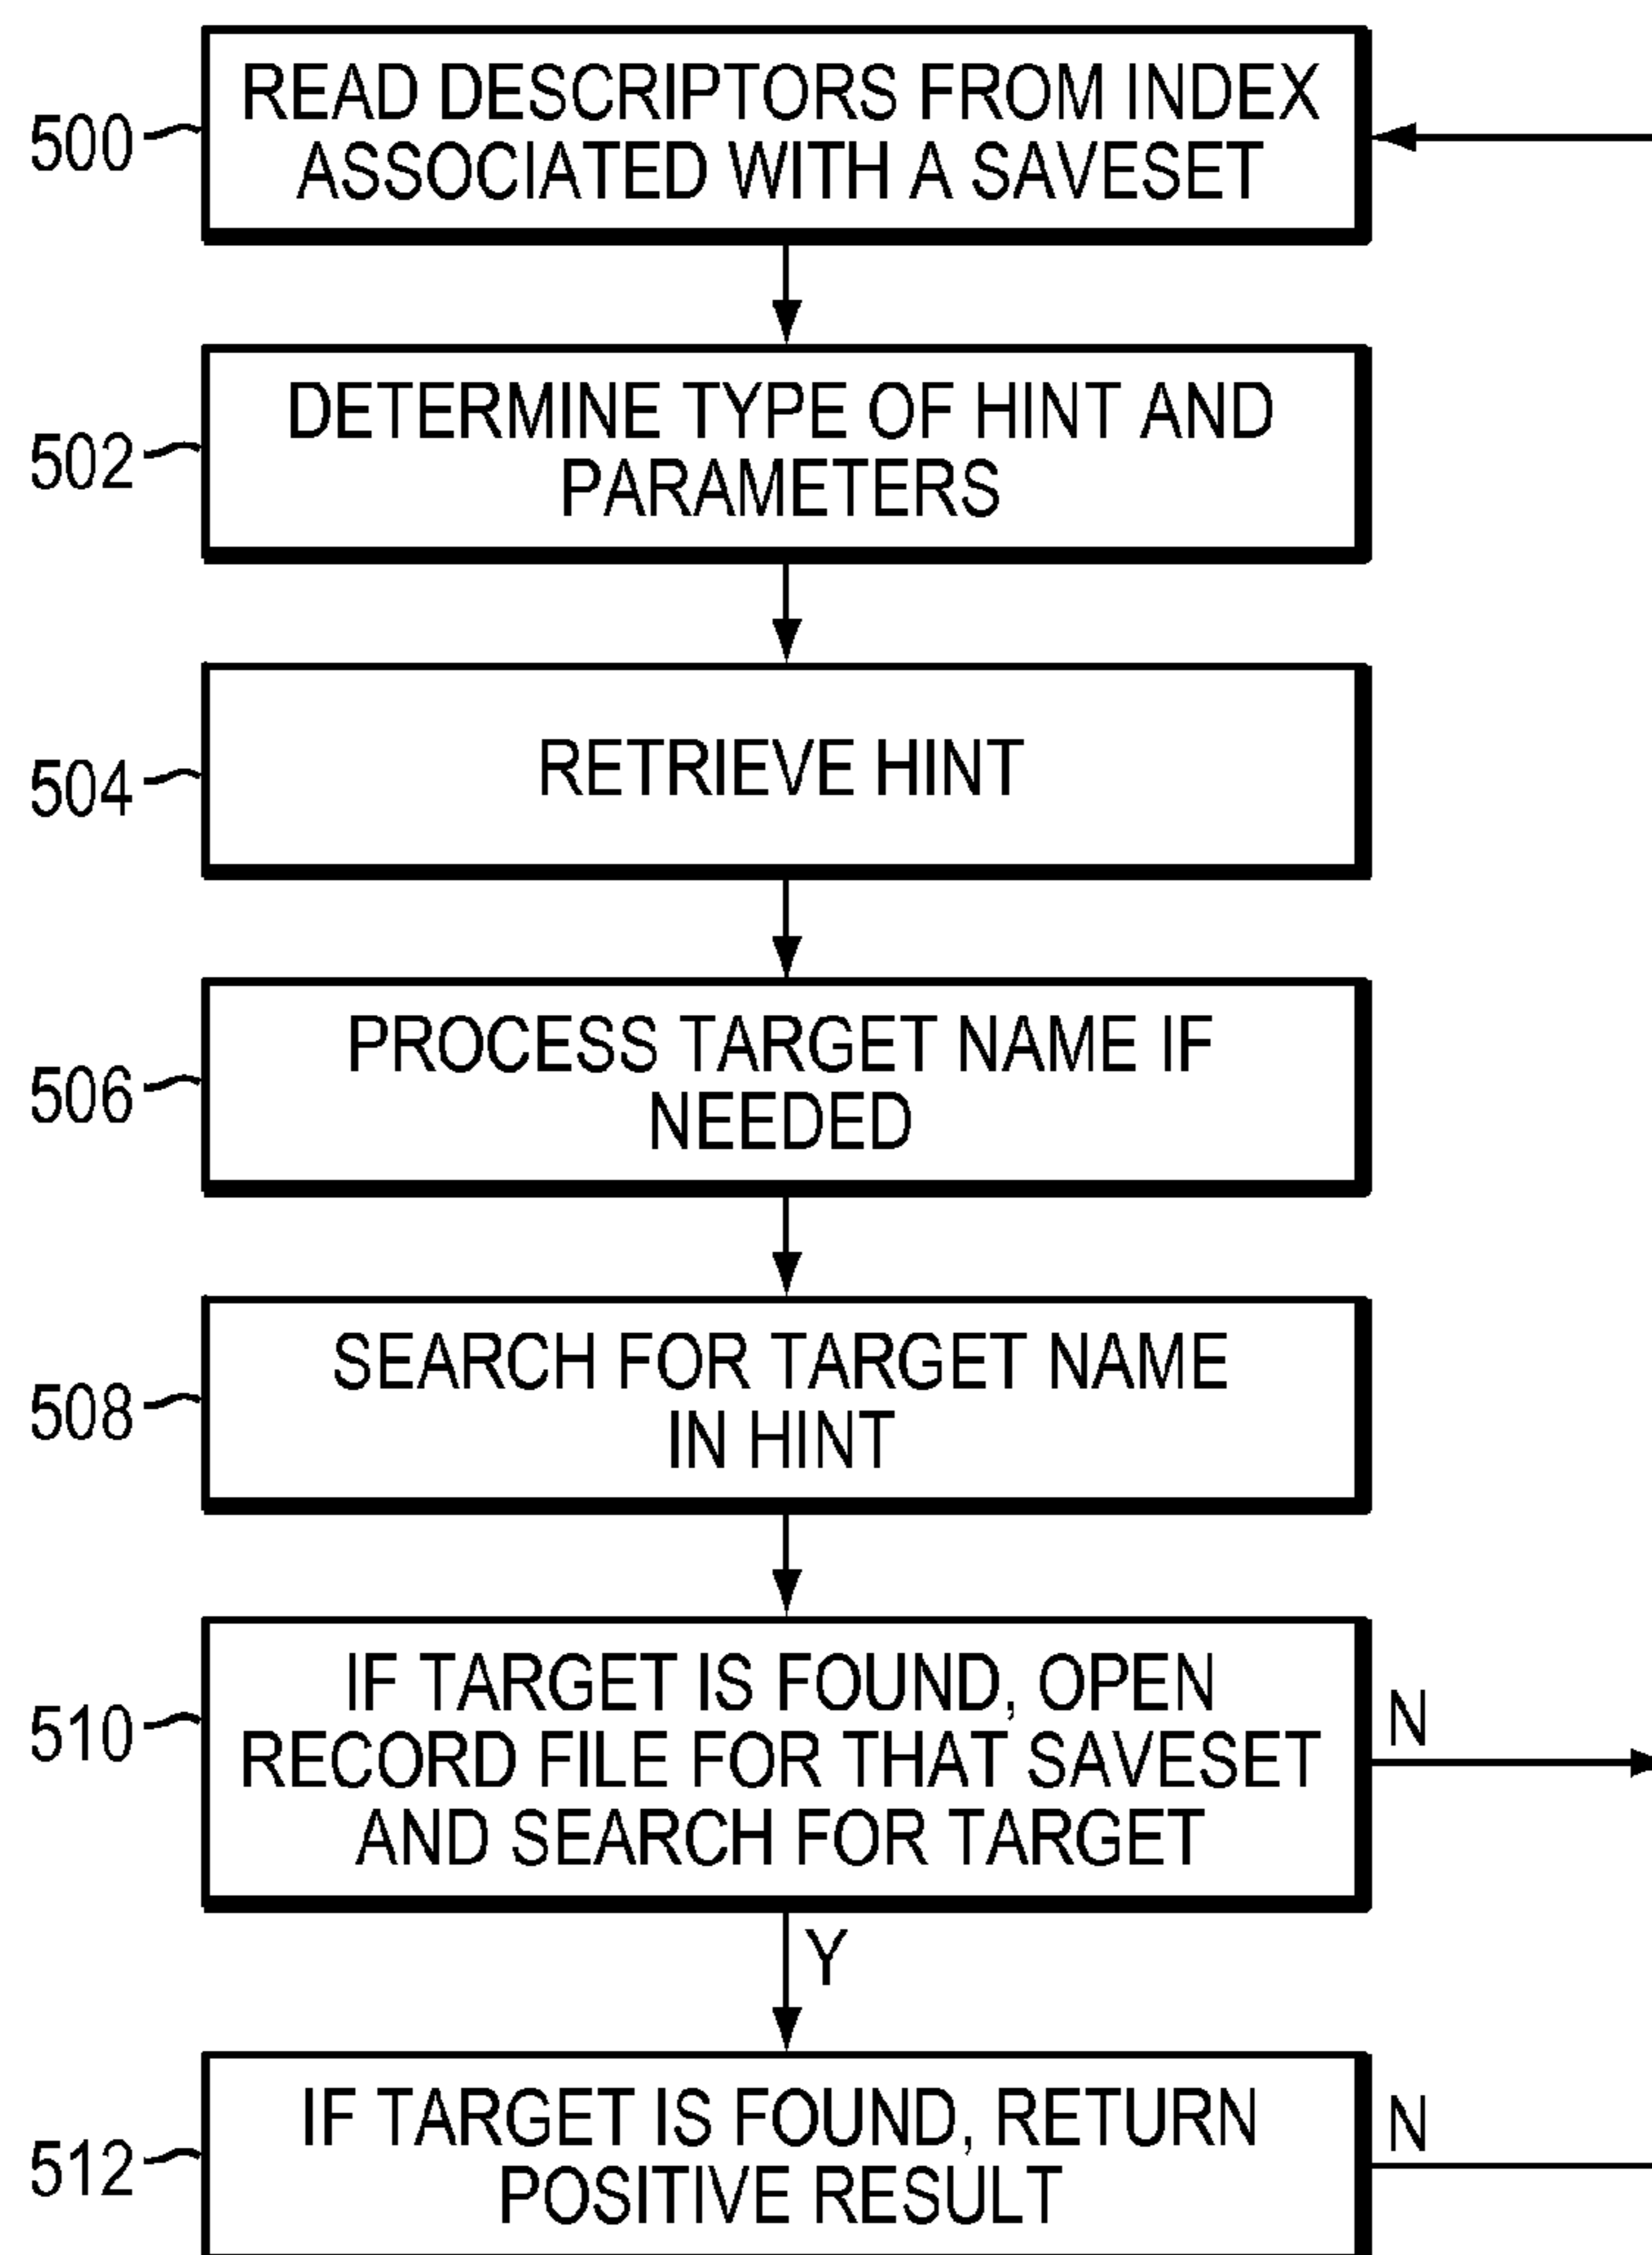 500
READ DESCRIPTORS FROM INDEX
ASSOCIATED WITH A SAVESET
502
DETERMINE TYPE OF HINT AND
PARAMETERS
504
RETRIEVE HINT
506
PROCESS TARGET NAME IF
NEEDED
508
SEARCH FOR TARGET NAME
IN HINT
510
IF TARGET IS FOUND, OPEN
RECORD FILE FOR THAT SAVESET
AND SEARCH FOR TARGET
N
Y
512
IF TARGET IS FOUND, RETURN
POSITIVE RESULT
N